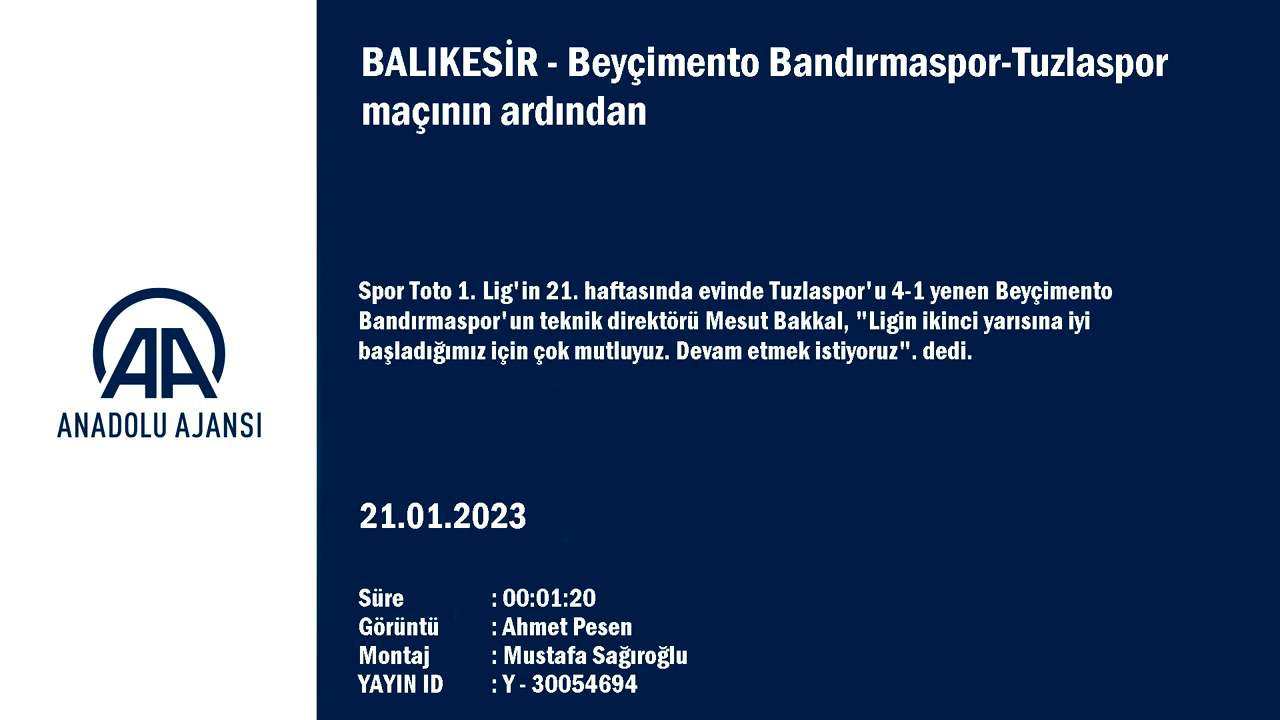 BALIKESİR - Beyçimento Bandırmaspor-Tuzlaspor
maçının ardından
Spor Toto 1. Lig'in 21. haftasında evinde Tuzlaspor'u 4-1 yenen Beyçimento
Bandırmaspor'un teknik direktörü Mesut Bakkal, "Ligin ikinci yarısına iyi
başladığımız için çok mutluyuz. Devam etmek istiyoruz". dedi.
AA
ANADOLU AJANSI
21.01.2023
Süre : 00:01:20
Görüntü : Ahmet Pesen
Montaj : Mustafa Sağıroğlu
YAYIN ID : Y - 30054694